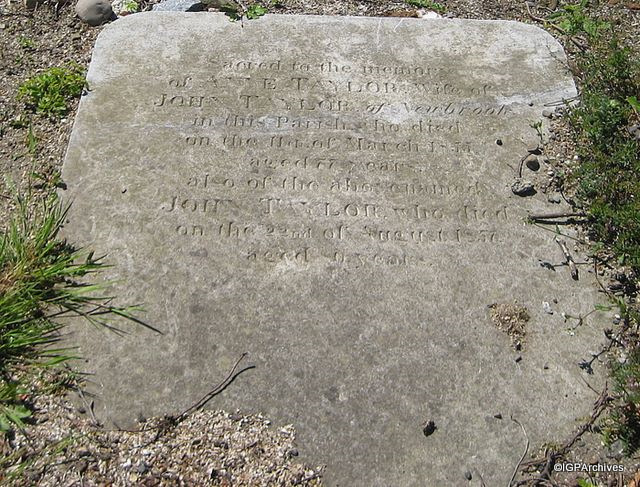 Sacred to the memory
of ANNE TAYLOR wife of
JOHN TAYLOR of Newbrook
in this Parish who died
on the of March
aged 77 years
also of the abovenamed
JOHN TAYLOR who died
on the 22nd of August
aged years
©IGPArchives